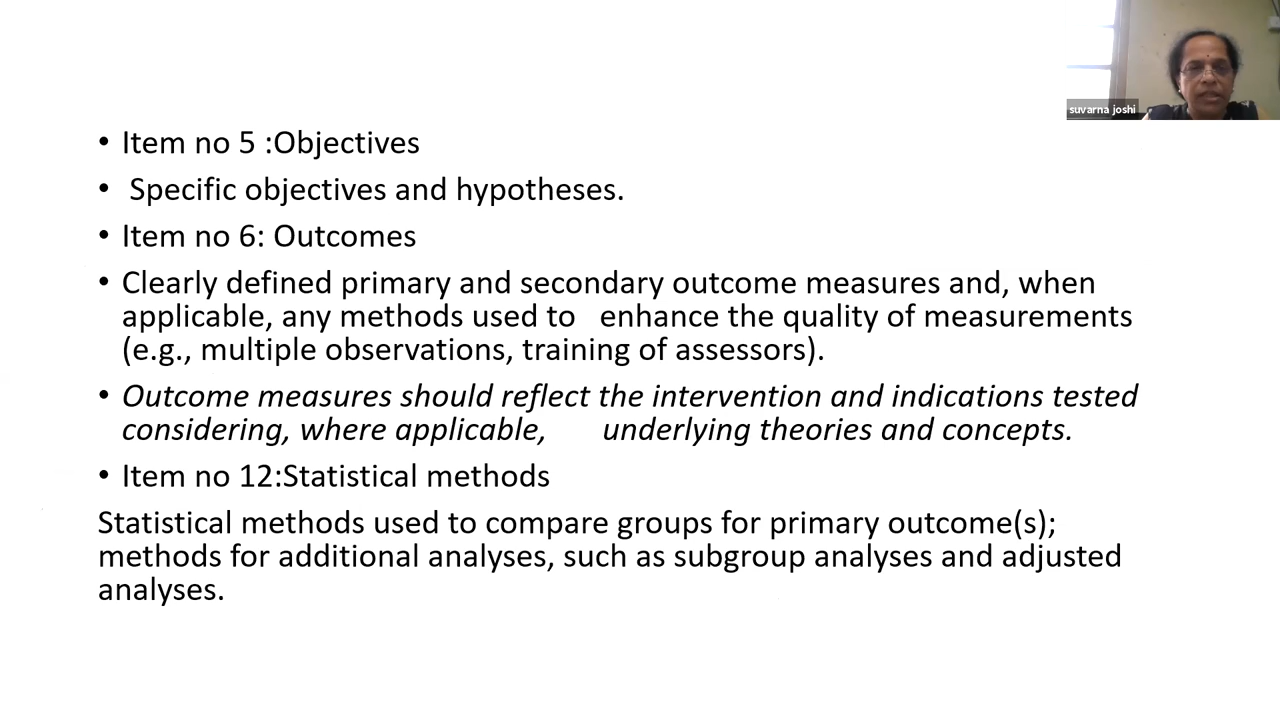 suvarna joshi
• Item no 5 :Objectives
• Specific objectives and hypotheses.
• Item no 6: Outcomes
• Clearly defined primary and secondary outcome measures and, when
applicable, any methods used to   enhance the quality of measurements
(e.g., multiple observations, training of assessors).
• Outcome measures should reflect the intervention and indications tested
considering, where applicable,      underlying theories and concepts.
• Item no 12:Statistical methods
Statistical methods used to compare groups for primary outcome(s);
methods for additional analyses, such as subgroup analyses and adjusted
analyses.